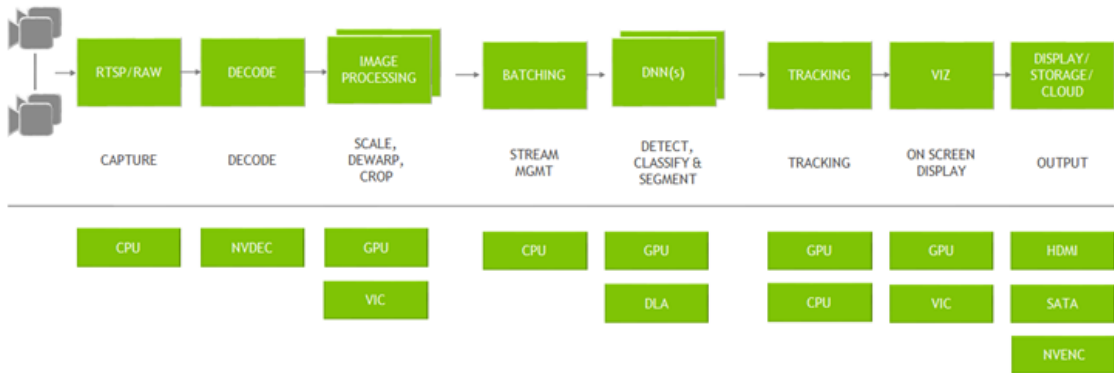 RTSP/RAW
DECODE
IMAGE
PROCESSING
BATCHING
DNN(s)
TRACKING
VIZ
DISPLAY/
STORAGE/
CLOUD
CAPTURE
DECODE
SCALE,
DEWARP,
CROP
STREAM
MGMT
DETECT,
CLASSIFY &
SEGMENT
TRACKING
ON SCREEN
DISPLAY
OUTPUT
CPU
NVDEC
GPU
CPU
GPU
GPU
GPU
HDMI
VIC
DLA
CPU
VIC
SATA
NVENC